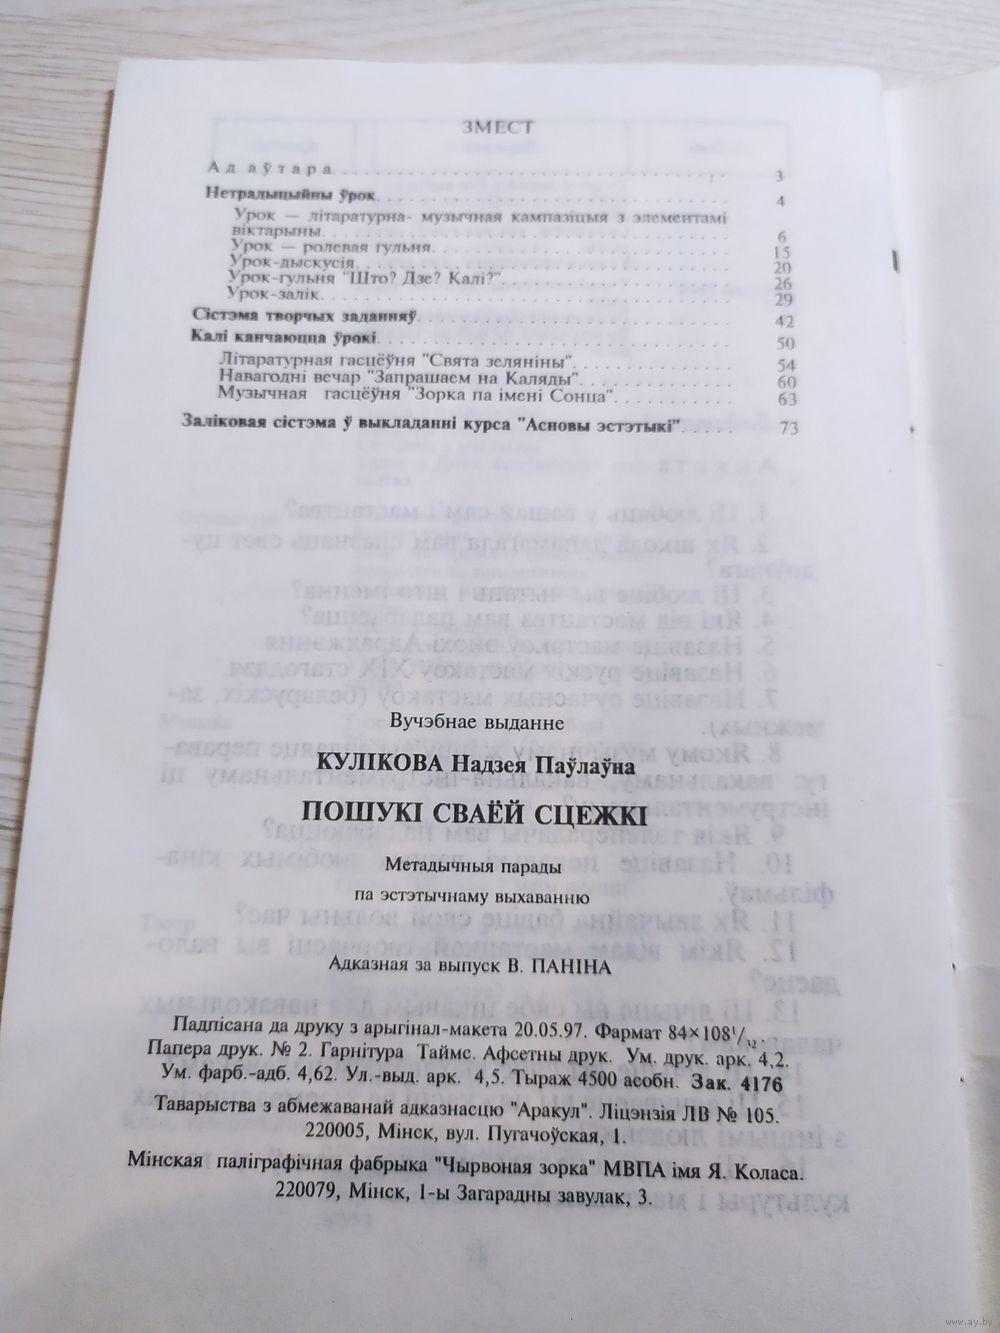 ЗМЕСТ
Ад аўтара 3
Нетрадыцыйны ўрок 4
Урок — літаратурна- музычная кампазіцыя з элементамі
віктарыны 6
Урок — ролевая гульня 15
Урок-дыскусія 20
Урок-гульня "Што? Дзе? Калі?" 26
Урок-залік 29
Сістэма творчых заданняў 42
Калі канчаюцца ўрокі 50
Літаратурная гасцёўня "Свята зеляніны" 54
Навагодні вечар "Запрашаем на Каляды" 60
Музычная гасцёўня "Зорка па імені Сонца" 63
Заліковая сістэма ў выкладанні курса "Асновы эстэтыкі" 73
Вучэбнае выданне
КУЛІКОВА Надзея Паўлаўна
ПОШУКІ СВАЁЙ СЦЕЖКІ
Метадычныя парады
па эстэтычнаму выхаванню
Адказная за выпуск В. ПАНІНА
Падпісана да друку з арыгінал-макета 20.05.97. Фармат 84×108¹/₃₂.
Папера друк. № 2. Гарнітура Таймс. Афсетны друк. Ум. друк. арк. 4,2.
Ум. фарб.-адб. 4,62. Ул.-выд. арк. 4,5. Тыраж 4500 асобн. Зак. 4176
Таварыства з абмежаванай адказнасцю "Аракул". Ліцэнзія ЛВ № 105.
220005, Мінск, вул. Пугачоўская, 1.
Мінская паліграфічная фабрыка "Чырвоная зорка" МВПА імя Я. Коласа.
220079, Мінск, 1-ы Загарадны завулак, 3.
www.ay.by